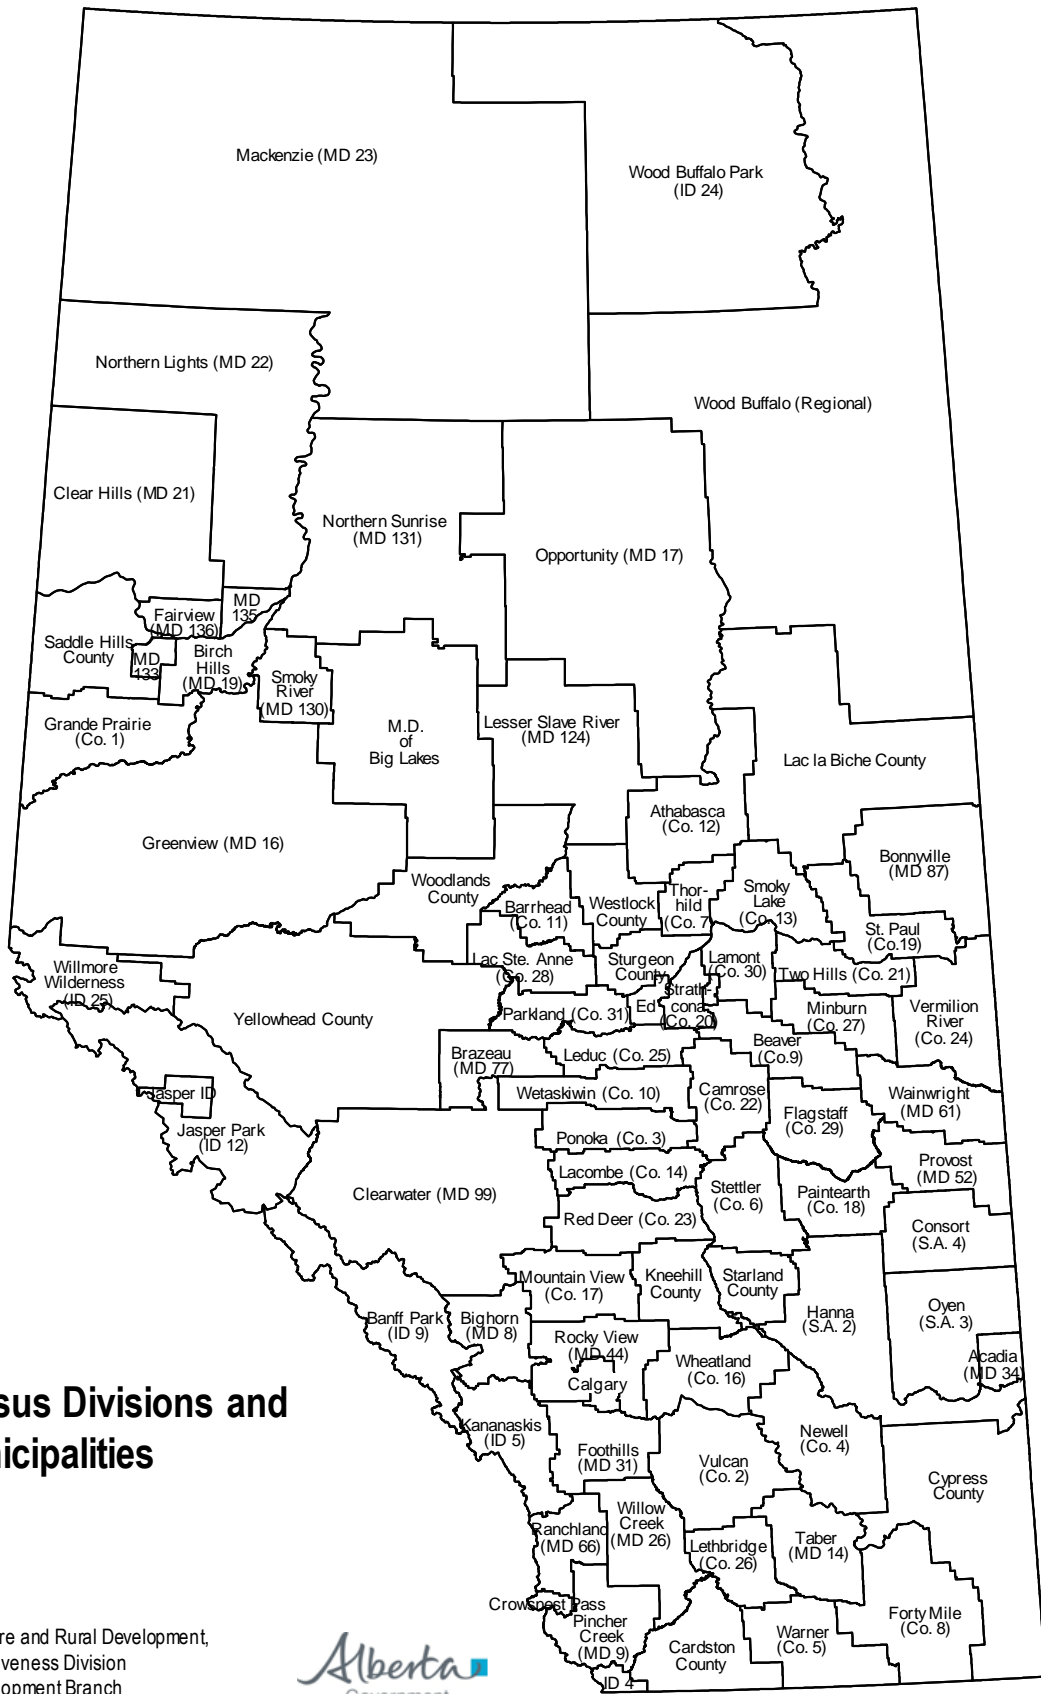 Mackenzie (MD 23)
Wood Buffalo Park
(ID 24)
Northern Lights (MD 22)
Wood Buffalo (Regional)
Clear Hills (MD 21)
Northern Sunrise
(MD 131)
Opportunity (MD 17)
MD
135
Fairview
(MD 136)
Saddle Hills
County
MD
133
Birch
Hills
(MD 19)
Smoky
River
(MD 130)
Grande Prairie
(Co. 1)
M.D.
of
Big Lakes
Lesser Slave River
(MD 124)
Lac la Biche County
Athabasca
(Co. 12)
Greenview (MD 16)
Bonnyville
(MD 87)
Woodlands
County
Barrhead
(Co. 11)
Westlock
County
Thor-
hild
(Co. 7)
Smoky
Lake
(Co. 13)
St. Paul
(Co.19)
Willmore
Wilderness
(ID 25)
Lac Ste. Anne
(Co. 28)
Sturgeon
County
Lamont
(Co. 30)
Two Hills (Co. 21)
Strath-
cona
(Co. 20)
Ed
Parkland (Co. 31)
Yellowhead County
Minburn
(Co. 27)
Vermilion
River
(Co. 24)
Brazeau
(MD 77)
Leduc (Co. 25)
Beaver
(Co.9)
Jasper ID
Wetaskiwin (Co. 10)
Camrose
(Co. 22)
Wainwright
(MD 61)
Flagstaff
(Co. 29)
Jasper Park
(ID 12)
Ponoka (Co. 3)
Lacombe (Co. 14)
Provost
(MD 52)
Clearwater (MD 99)
Stettler
(Co. 6)
Paintearth
(Co. 18)
Red Deer (Co. 23)
Consort
(S.A. 4)
Mountain View
(Co. 17)
Kneehill
County
Starland
County
Hanna
(S.A. 2)
Oyen
(S.A. 3)
Banff Park
(ID 9)
Bighorn
(MD 8)
Rocky View
(MD 44)
Acadia
(MD 34)
Wheatland
(Co. 16)
Calgary
sus Divisions and
nicipalities
Kananaskis
(ID 5)
Foothills
(MD 31)
Vulcan
(Co. 2)
Newell
(Co. 4)
Cypress
County
Ranchland
(MD 66)
Willow
Creek
(MD 26)
Lethbridge
(Co. 26)
Taber
(MD 14)
Crowsnest Pass
Pincher
Creek
(MD 9)
Forty Mile
(Co. 8)
Warner
(Co. 5)
Cardston
County
ID 4
re and Rural Development,
iveness Division
opment Branch
Alberta
Government